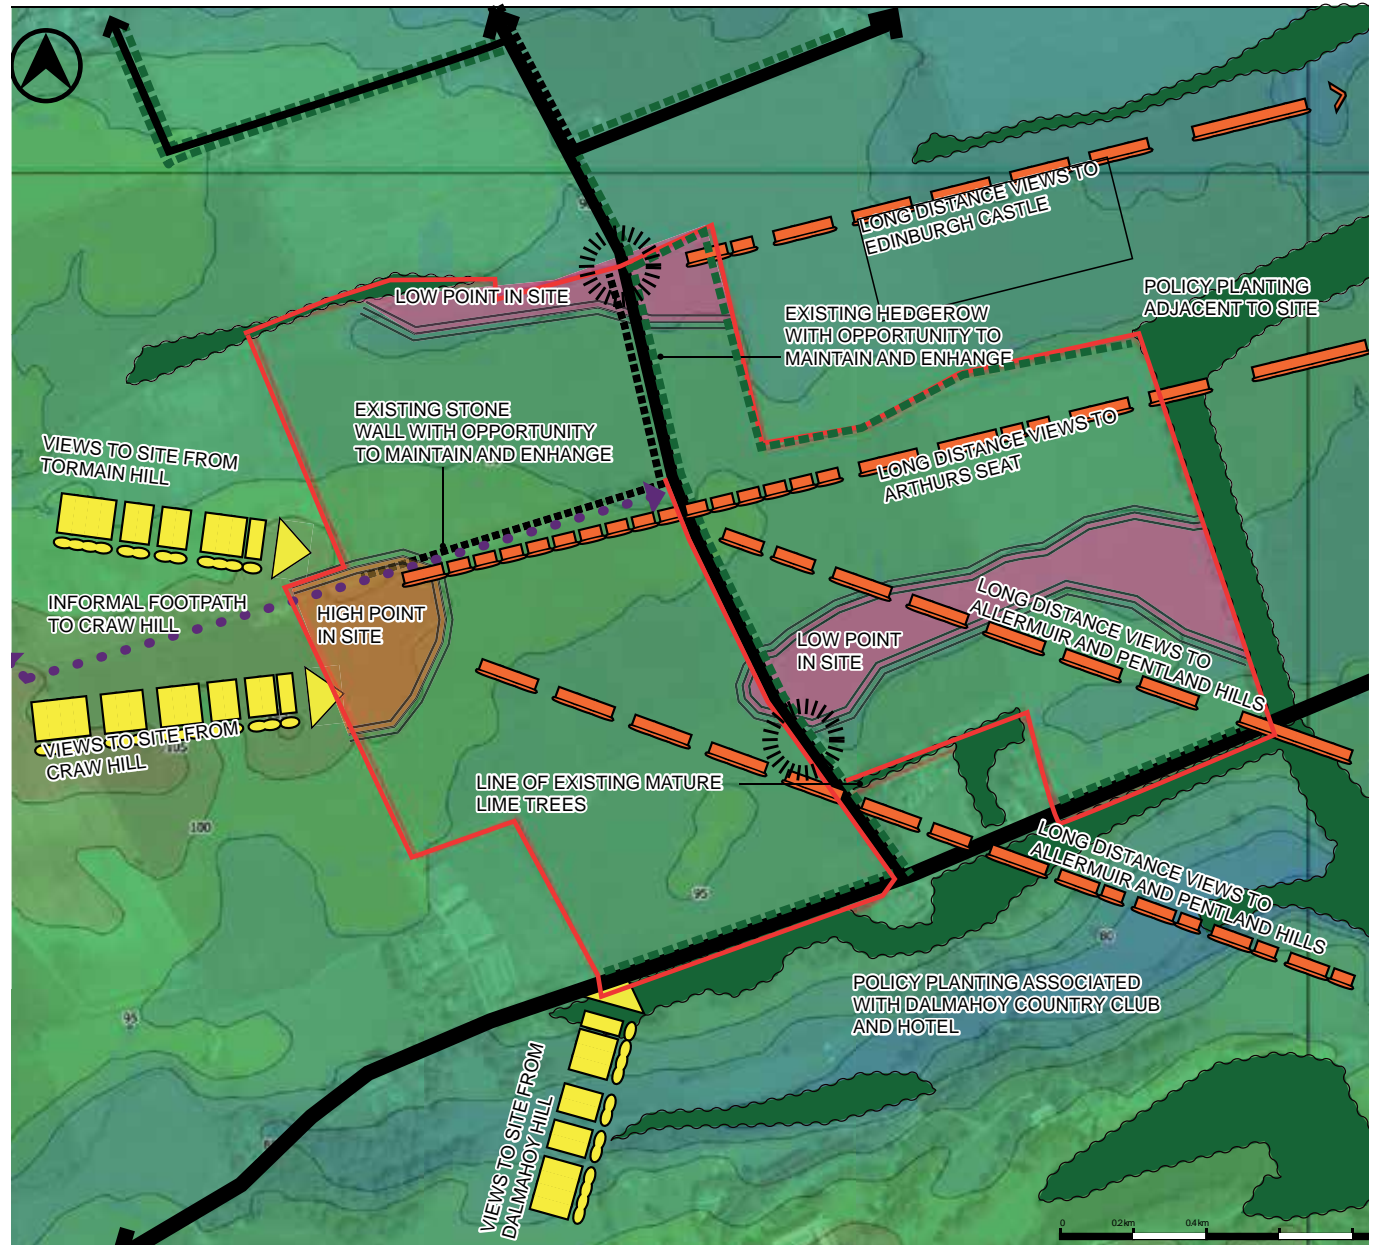 LONG DISTANCE VIEWS TO
EDINBURGH CASTLE
LOW POINT IN SITE
POLICY PLANTING
ADJACENT TO SITE
EXISTING HEDGEROW
WITH OPPORTUNITY TO
MAINTAIN AND ENHANGE
EXISTING STONE
WALL WITH OPPORTUNITY
TO MAINTAIN AND ENHANGE
VIEWS TO SITE FROM
TORMAIN HILL
LONG DISTANCE VIEWS TO
ARTHURS SEAT
INFORMAL FOOTPATH
TO CRAW HILL
HIGH POINT
IN SITE
LONG DISTANCE VIEWS TO
ALLERMUIR AND PENTLAND HILLS
LOW POINT
IN SITE
VIEWS TO SITE FROM
CRAW HILL
105
LINE OF EXISTING MATURE
LIME TREES
100
LONG DISTANCE VIEWS TO
ALLERMUIR AND PENTLAND HILLS
95
80
POLICY PLANTING ASSOCIATED
WITH DALMAHOY COUNTRY CLUB
AND HOTEL
95
VIEWS TO SITE FROM
DALMAHOY HILL
0 0.2km 0.4km